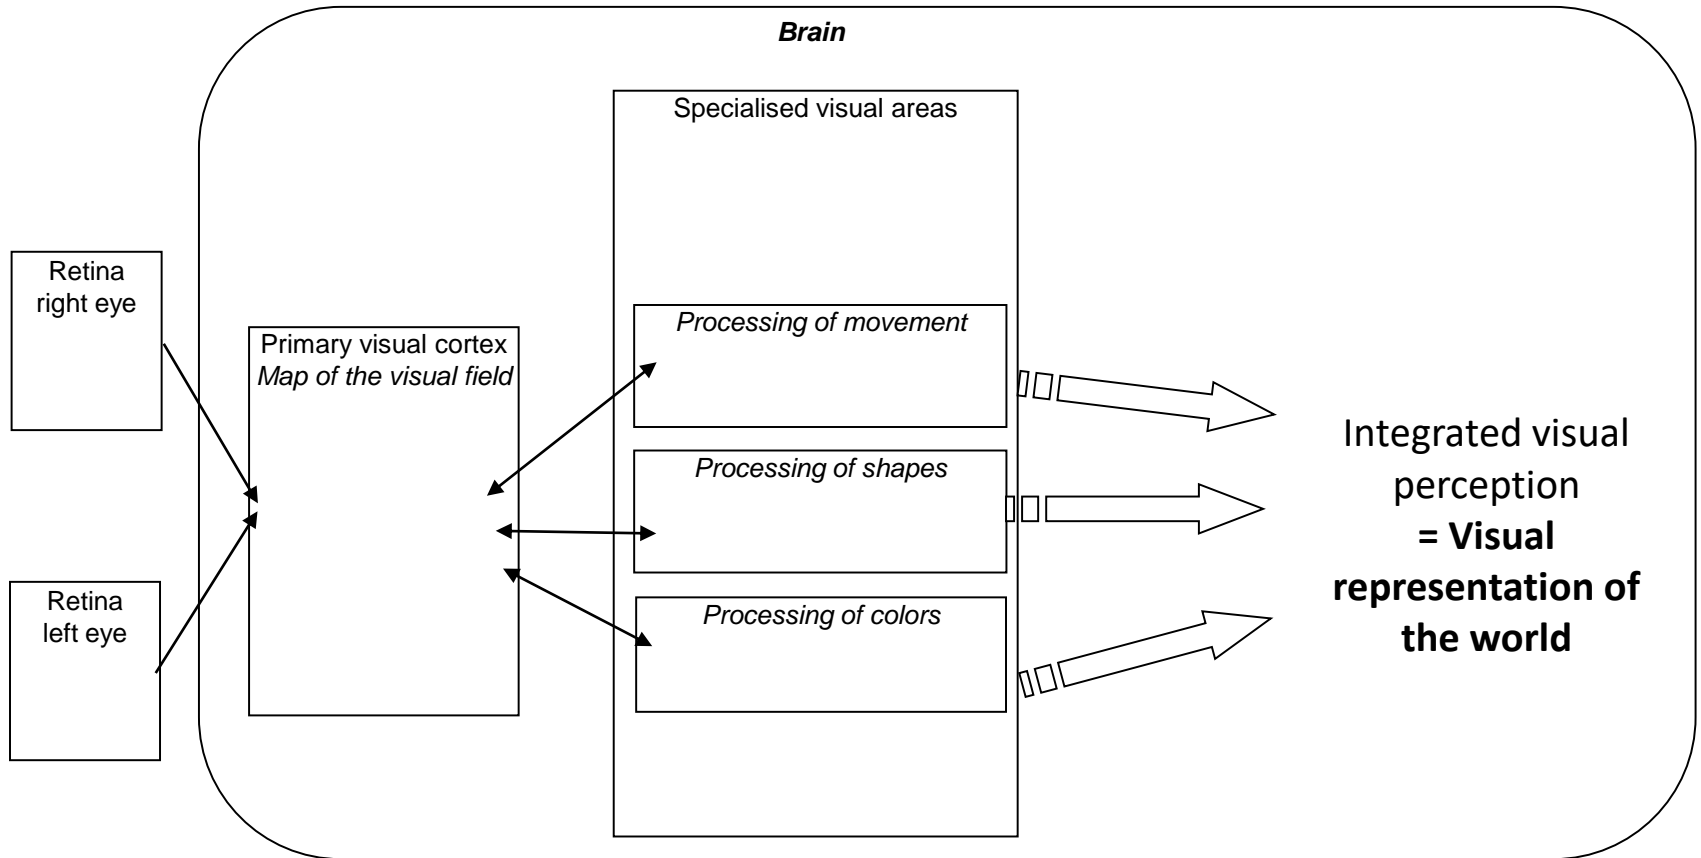 Brain
Specialised visual areas
Retina
right eye
Primary visual cortex
Map of the visual field
Processing of movement
Processing of shapes
Processing of colors
Retina
left eye
Integrated visual
perception
= Visual
representation of
the world